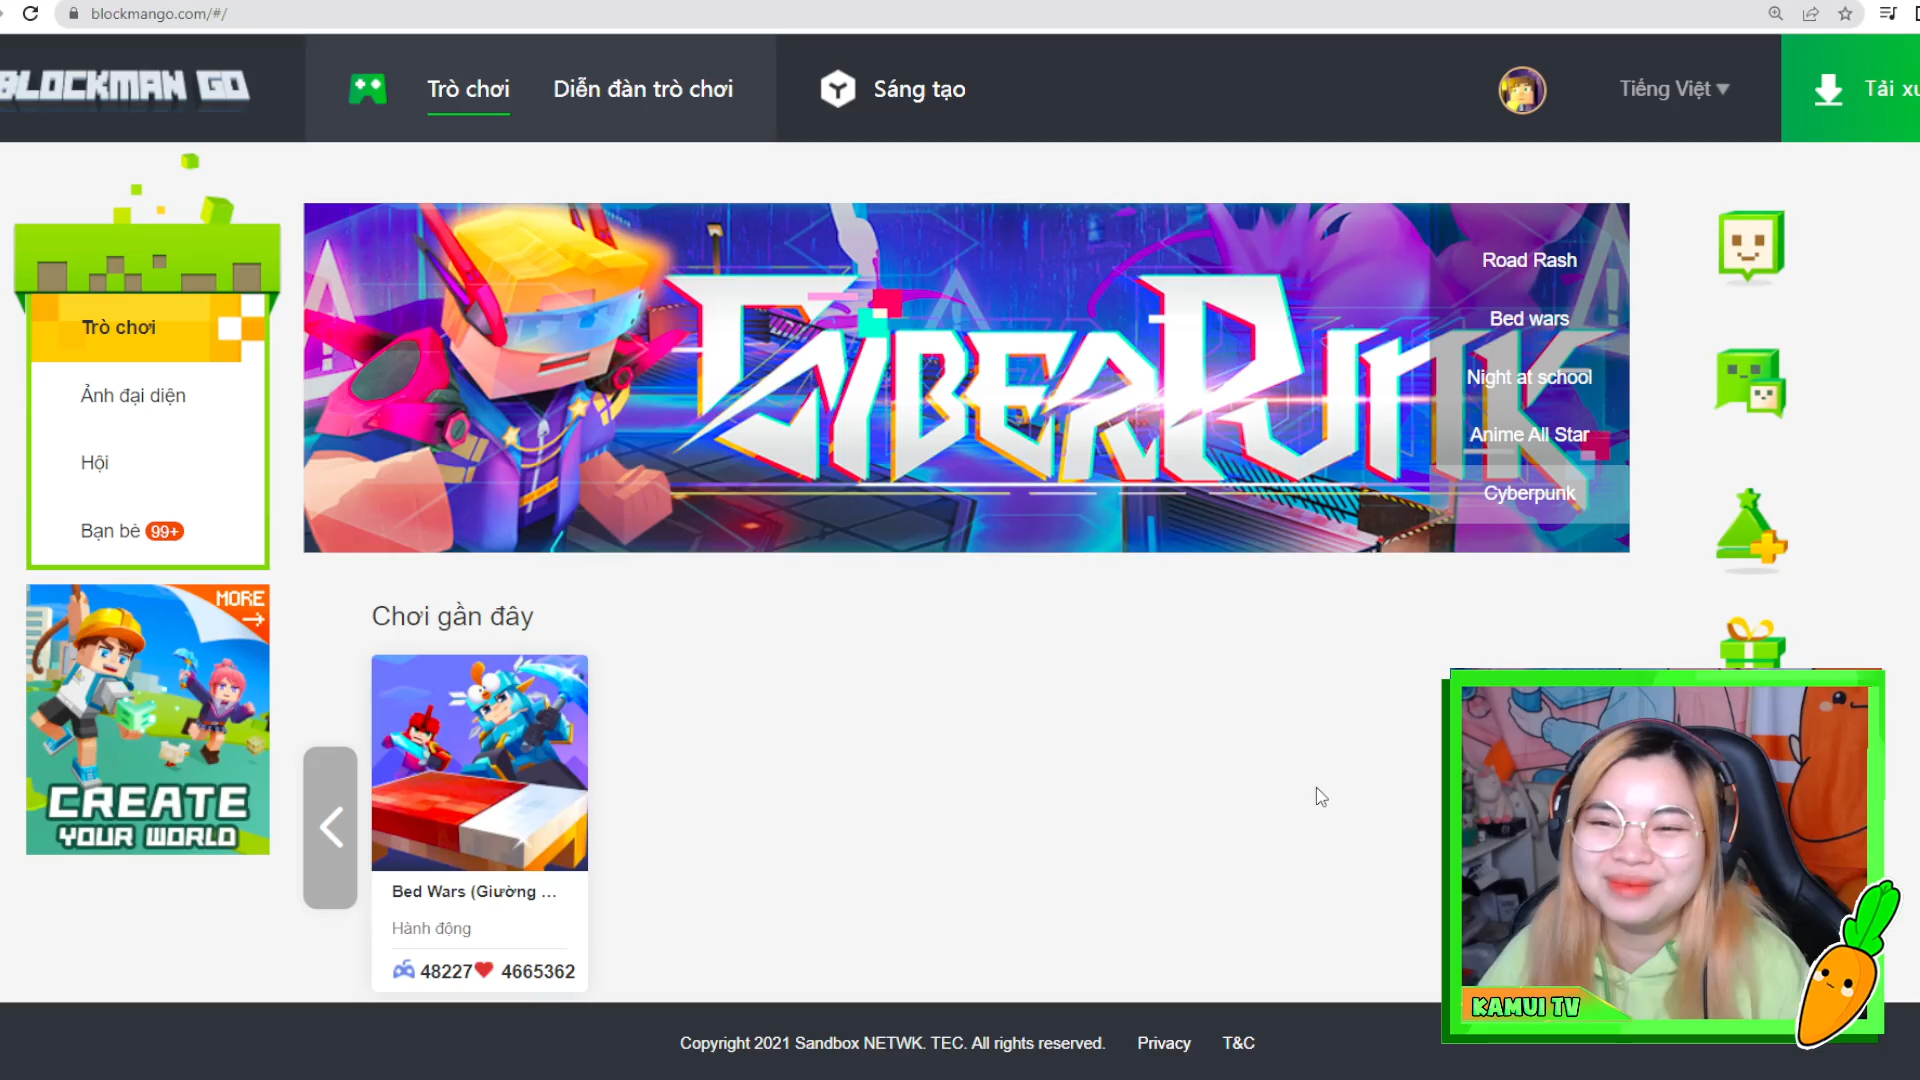 blockmango.com/#/
BLOCKMAN GO
Trò chơi
Diễn đàn trò chơi
Sáng tạo
Tiếng Việt
Tải
Trò chơi
Ảnh đại diện
Hội
Bạn bè 99+
MORE
CREATE
YOUR WORLD
CYBERPUNK
Road Rash
Bed wars
Night at school
Anime All Star
Cyberpunk
Chơi gần đây
Bed Wars (Giường ...
Hành động
48227 4665362
KAMUI TV
Copyright 2021 Sandbox NETWK. TEC. All rights reserved. Privacy T&C